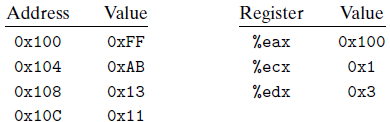 Address Value Register Value
0x100 0xFF %eax 0x100
0x104 0xAB %ecx 0x1
0x108 0x13 %edx 0x3
0x10C 0x11